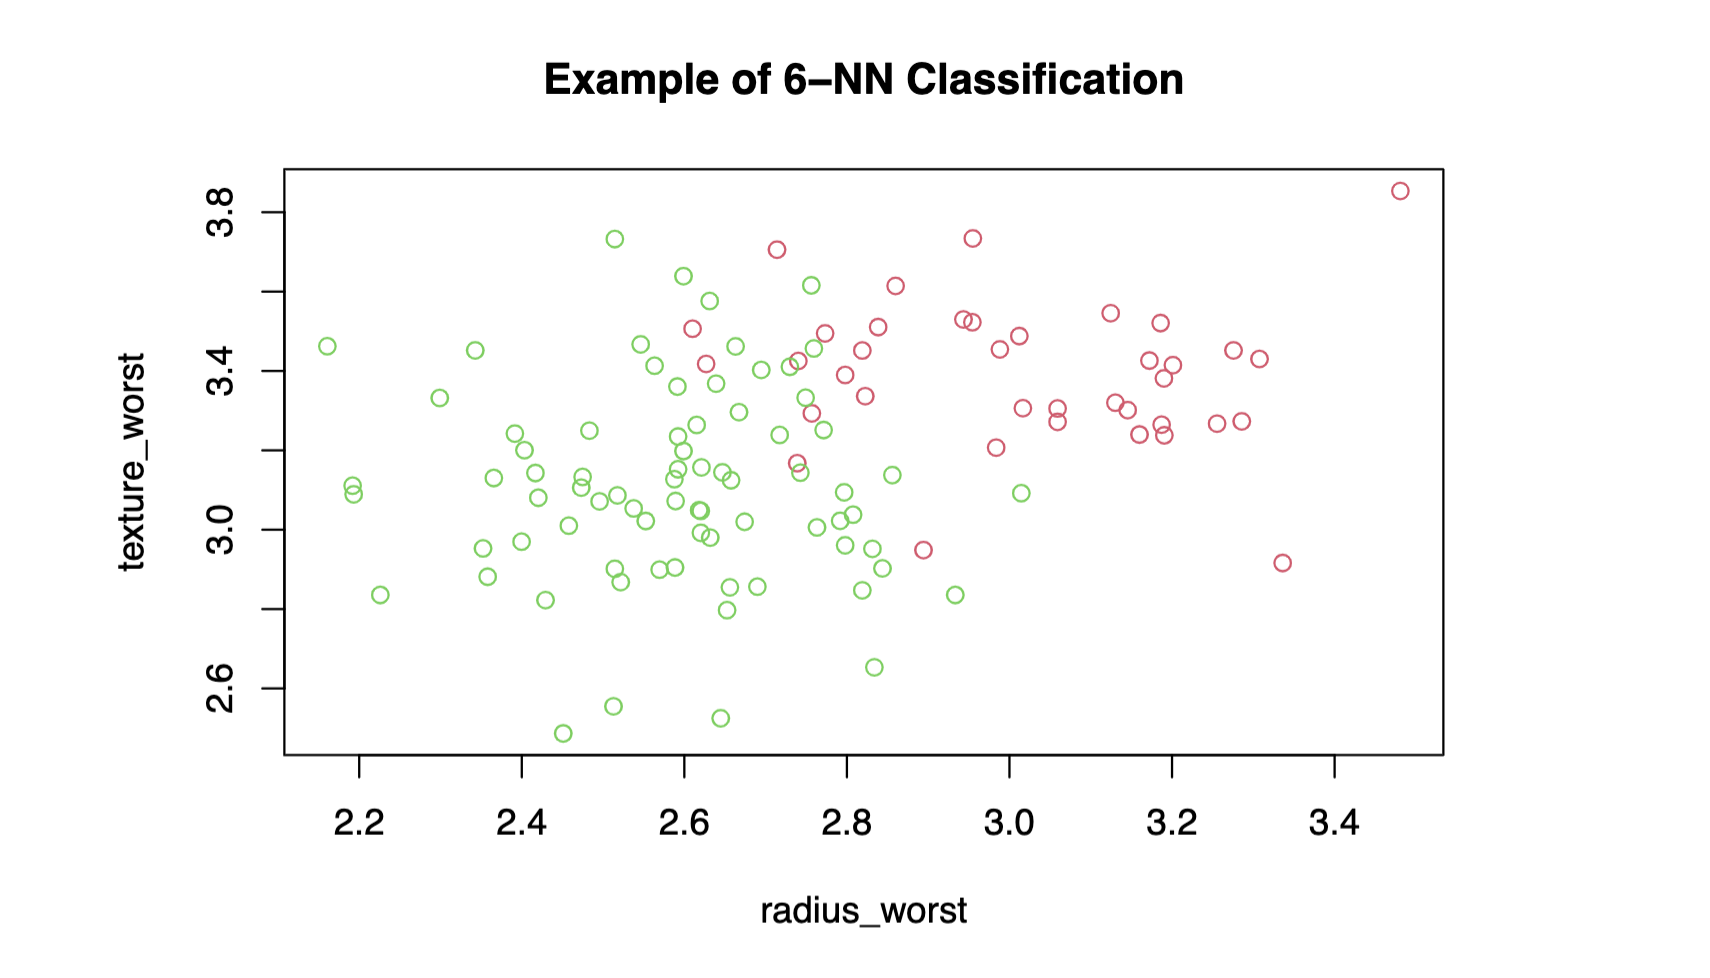 Example of 6–NN Classification
texture_worst
3.8
3.4
3.0
2.6
2.2 2.4 2.6 2.8 3.0 3.2 3.4
radius_worst